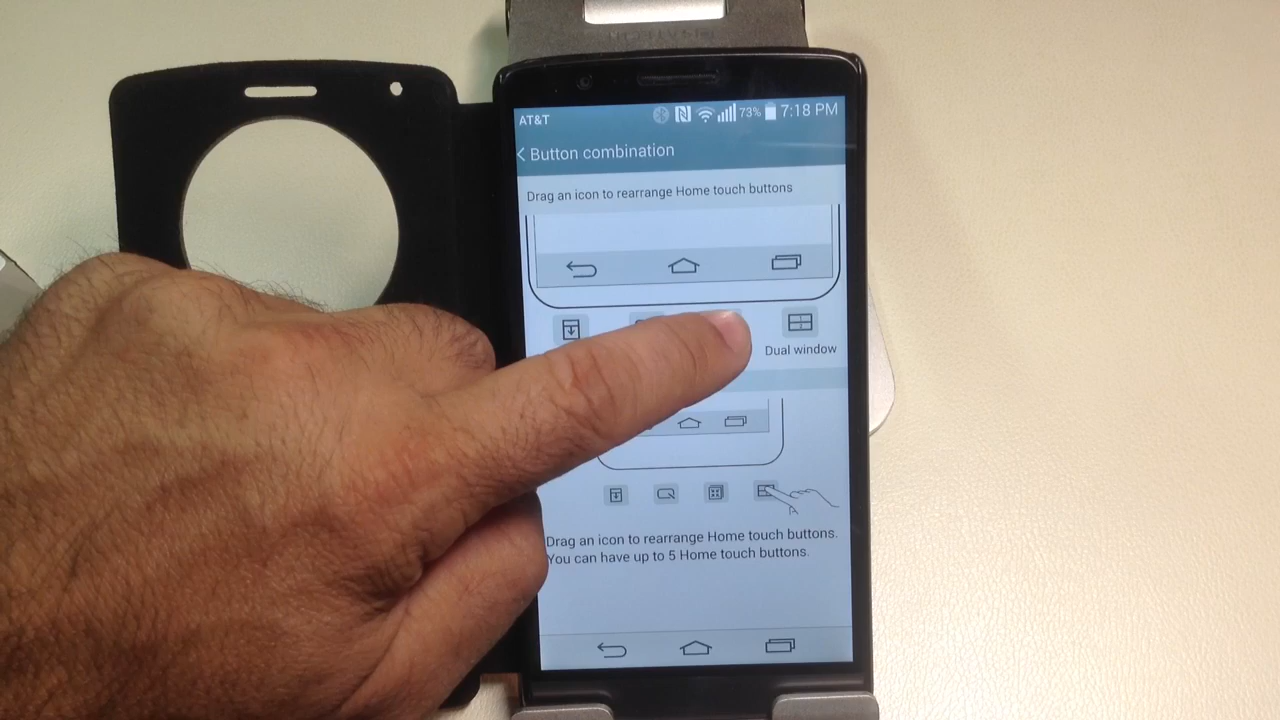 AT&T 73% 7:18 PM
Button combination
Drag an icon to rearrange Home touch buttons
Dual window
Drag an icon to rearrange Home touch buttons.
You can have up to 5 Home touch buttons.